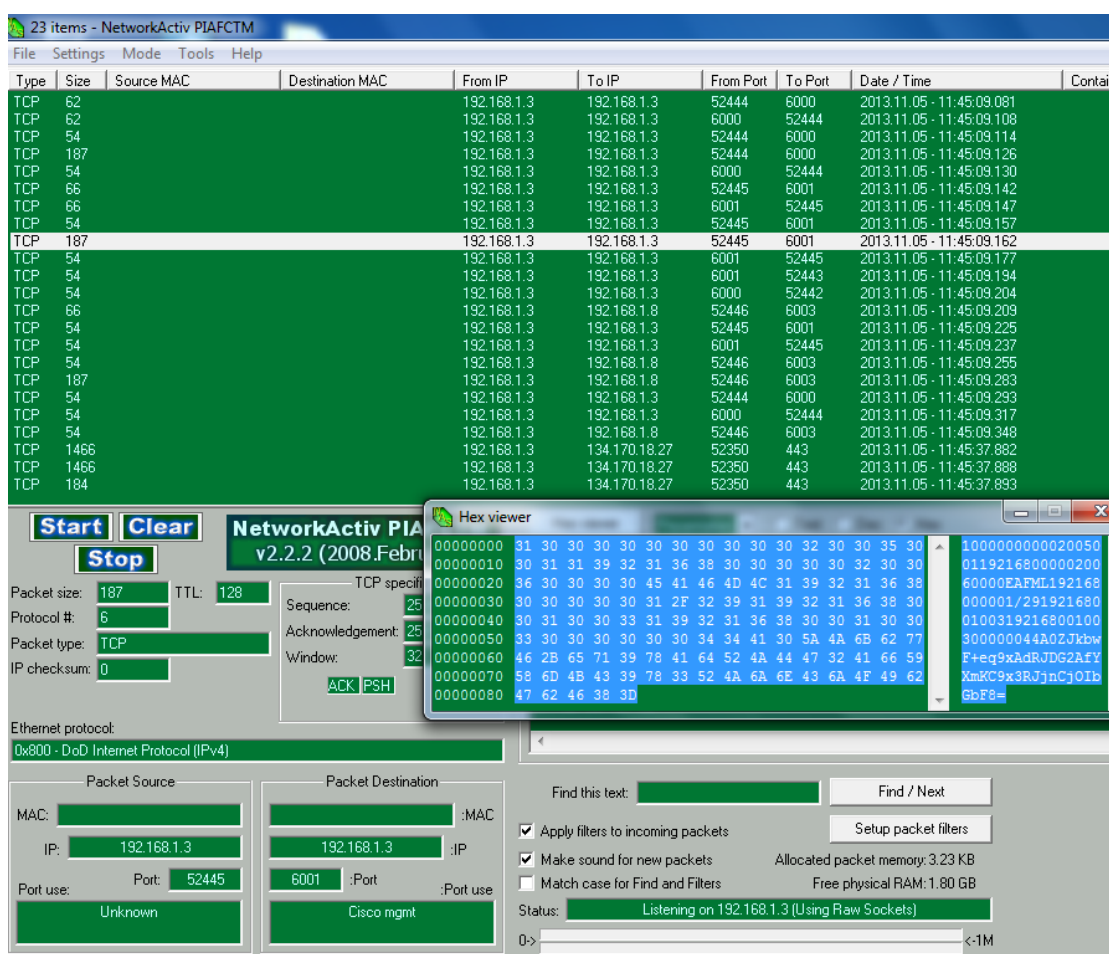 23 items - NetworkActiv PIAFCTM
File Settings Mode Tools Help
Type Size Source MAC Destination MAC From IP To IP From Port To Port Date / Time Contai
TCP 62 192.168.1.3 192.168.1.3 52444 6000 2013.11.05 - 11:45:09.081
TCP 62 192.168.1.3 192.168.1.3 6000 52444 2013.11.05 - 11:45:09.108
TCP 54 192.168.1.3 192.168.1.3 52444 6000 2013.11.05 - 11:45:09.114
TCP 187 192.168.1.3 192.168.1.3 52444 6000 2013.11.05 - 11:45:09.126
TCP 54 192.168.1.3 192.168.1.3 6000 52444 2013.11.05 - 11:45:09.130
TCP 66 192.168.1.3 192.168.1.3 52445 6001 2013.11.05 - 11:45:09.142
TCP 66 192.168.1.3 192.168.1.3 6001 52445 2013.11.05 - 11:45:09.147
TCP 54 192.168.1.3 192.168.1.3 52445 6001 2013.11.05 - 11:45:09.157
TCP 187 192.168.1.3 192.168.1.3 52445 6001 2013.11.05 - 11:45:09.162
TCP 54 192.168.1.3 192.168.1.3 6001 52445 2013.11.05 - 11:45:09.177
TCP 54 192.168.1.3 192.168.1.3 6001 52443 2013.11.05 - 11:45:09.194
TCP 54 192.168.1.3 192.168.1.3 6000 52442 2013.11.05 - 11:45:09.204
TCP 66 192.168.1.3 192.168.1.8 52446 6003 2013.11.05 - 11:45:09.209
TCP 54 192.168.1.3 192.168.1.3 52445 6001 2013.11.05 - 11:45:09.225
TCP 54 192.168.1.3 192.168.1.3 6001 52445 2013.11.05 - 11:45:09.237
TCP 54 192.168.1.3 192.168.1.8 52446 6003 2013.11.05 - 11:45:09.255
TCP 187 192.168.1.3 192.168.1.8 52446 6003 2013.11.05 - 11:45:09.283
TCP 54 192.168.1.3 192.168.1.3 52444 6000 2013.11.05 - 11:45:09.293
TCP 54 192.168.1.3 192.168.1.3 6000 52444 2013.11.05 - 11:45:09.317
TCP 54 192.168.1.3 192.168.1.8 52446 6003 2013.11.05 - 11:45:09.348
TCP 1466 192.168.1.3 134.170.18.27 52350 443 2013.11.05 - 11:45:37.882
TCP 1466 192.168.1.3 134.170.18.27 52350 443 2013.11.05 - 11:45:37.888
TCP 184 192.168.1.3 134.170.18.27 52350 443 2013.11.05 - 11:45:37.893
Start Clear
Stop
NetworkActiv PIA
v2.2.2 (2008.Febru
Hex viewer
00000000 31 30 30 30 30 30 30 30 30 30 30 32 30 30 35 30 1000000000020050
00000010 30 31 31 39 32 31 36 38 30 30 30 30 30 32 30 30 0119216800000200
00000020 36 30 30 30 30 45 41 46 4D 4C 31 39 32 31 36 38 60000EAFML192168
00000030 30 30 30 30 30 31 2F 32 39 31 39 32 31 36 38 30 000001/291921680
00000040 30 31 30 30 33 31 39 32 31 36 38 30 30 31 30 30 0100319216800100
00000050 33 30 30 30 30 30 30 34 34 41 30 5A 4A 6B 62 77 300000044A0ZJkbw
00000060 46 2B 65 71 39 78 41 64 52 4A 44 47 32 41 66 59 F+eq9xAdRJDG2AfY
00000070 58 6D 4B 43 39 78 33 52 4A 6A 6E 43 6A 4F 49 62 XmKC9x3RJjnCjOIb
00000080 47 62 46 38 3D GbF8=
Packet size: 187 TTL: 128
Protocol #: 6
Packet type: TCP
IP checksum: 0
TCP specifi
Sequence: 25
Acknowledgement: 25
Window: 32
ACK PSH
Ethernet protocol:
0x800 - DoD Internet Protocol (IPv4)
Packet Source
MAC:
IP: 192.168.1.3
Port: 52445
Port use:
Unknown
Packet Destination
:MAC
192.168.1.3 :IP
6001 :Port
:Port use
Cisco mgmt
Find this text: Find / Next
Apply filters to incoming packets Setup packet filters
Make sound for new packets Allocated packet memory: 3.23 KB
Match case for Find and Filters Free physical RAM: 1.80 GB
Status: Listening on 192.168.1.3 (Using Raw Sockets)
0-> <-1M